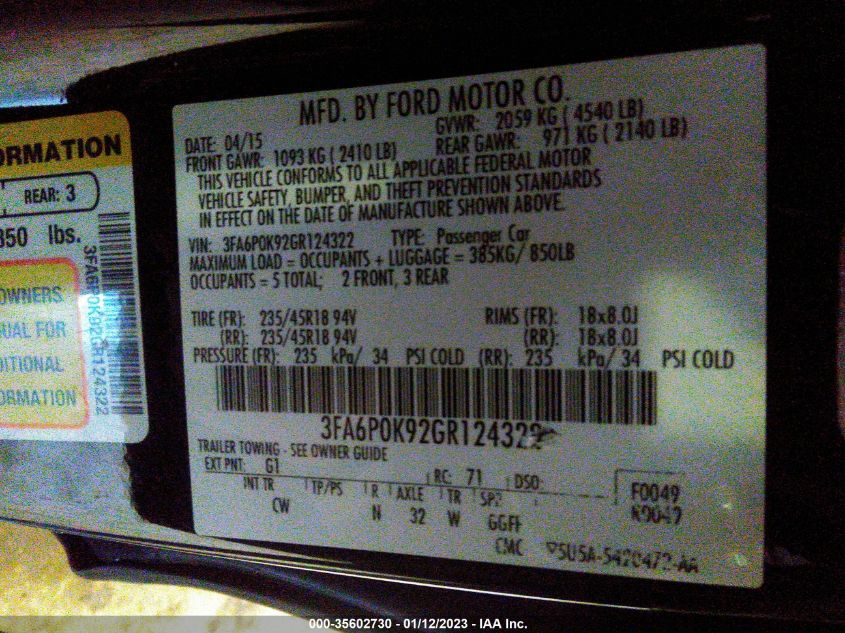 ORMATION
REAR: 3
850 lbs.
OWNERS
UAL FOR
DITIONAL
ORMATION
3FA6P0K92GR124322
MFD. BY FORD MOTOR CO.
DATE: 04/15 GVWR: 2059 KG ( 4540 LB)
FRONT GAWR: 1093 KG ( 2410 LB) REAR GAWR: 971 KG ( 2140 LB)
THIS VEHICLE CONFORMS TO ALL APPLICABLE FEDERAL MOTOR
VEHICLE SAFETY, BUMPER, AND THEFT PREVENTION STANDARDS
IN EFFECT ON THE DATE OF MANUFACTURE SHOWN ABOVE.
VIN: 3FA6P0K92GR124322 TYPE: Passenger Car
MAXIMUM LOAD = OCCUPANTS + LUGGAGE = 385KG/ 850LB
OCCUPANTS = 5 TOTAL; 2 FRONT, 3 REAR
TIRE (FR): 235/45R18 94V RIMS (FR): 18x8.0J
(RR): 235/45R18 94V (RR): 18x8.0J
PRESSURE (FR): 235 kPa/ 34 PSI COLD (RR): 235 kPa/ 34 PSI COLD
3FA6P0K92GR124322
TRAILER TOWING - SEE OWNER GUIDE
EXT PNT: G1 RC: 71 DSO:
INT TR TP/PS R AXLE TR SPR
CW N 32 W GGFF
F0049
CMC
000-35602730 - 01/12/2023 - IAA Inc.